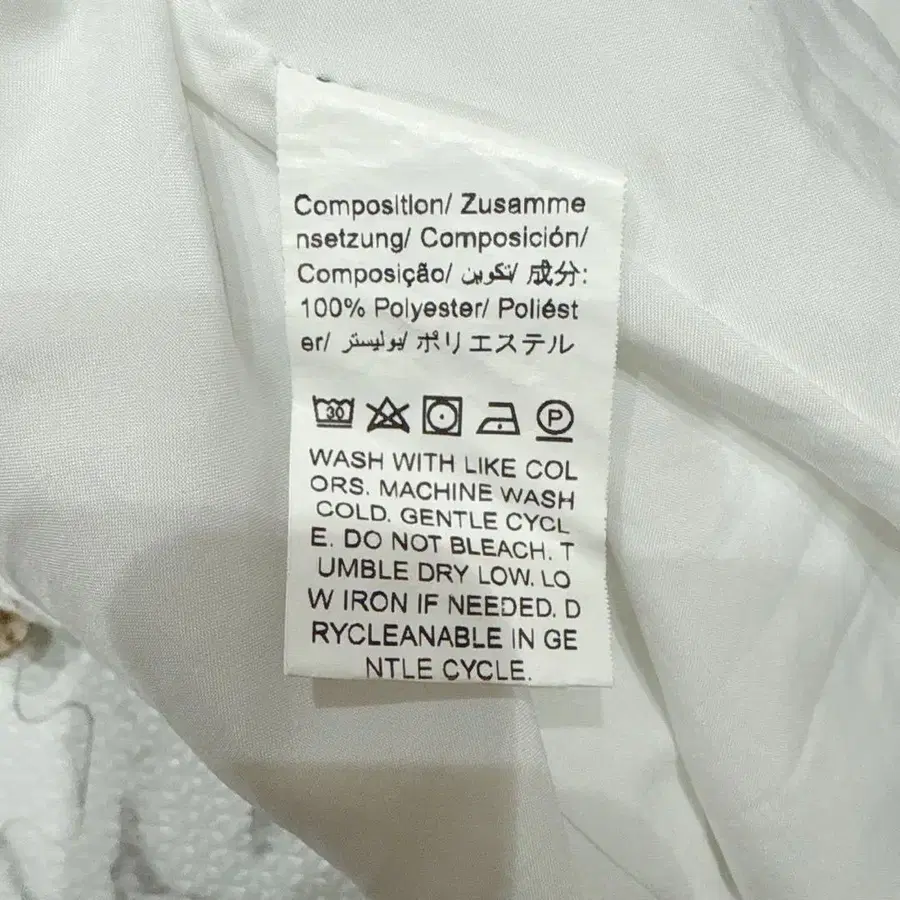 Composition/ Zusamme
nsetzung/ Composición/
Composição/ تكوين/ 成分:
100% Polyester/ Poliést
er/ بوليستر/ ポリエステル
30 P
WASH WITH LIKE COL
ORS. MACHINE WASH
COLD. GENTLE CYCL
E. DO NOT BLEACH. T
UMBLE DRY LOW. LO
W IRON IF NEEDED. D
RYCLEANABLE IN GE
NTLE CYCLE.